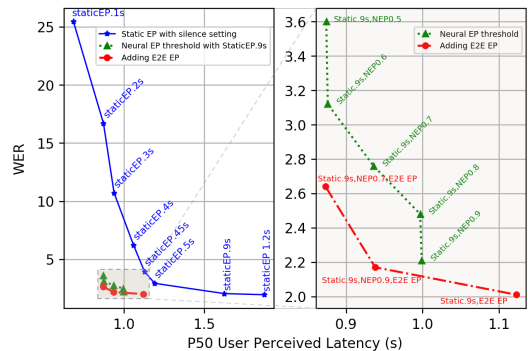 staticEP.1s
Static EP with silence setting
Neural EP threshold with StaticEP.9s
Adding E2E EP
staticEP.2s
staticEP.3s
staticEP.4s
staticEP.45s
staticEP.5s
staticEP.9s
staticEP 1.2s
25
20
15
10
5
WER
1.0
1.5
Static.9s,NEP0.5
Neural EP threshold
Adding E2E EP
Static.9s,NEP0.6
Static.9s,NEP0.7
Static.9s,NEP0.8
Static.9s,NEP0.7,E2E EP
Static.9s,NEP0.9
Static.9s,NEP0.9,E2E EP
Static.9s,E2E EP
3.6
3.4
3.2
3.0
2.8
2.6
2.4
2.2
2.0
0.9
1.0
1.1
P50 User Perceived Latency (s)